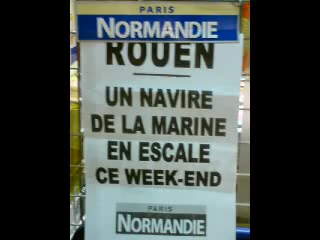 PARIS
NORMANDIE
ROUEN
UN NAVIRE
DE LA MARINE
EN ESCALE
CE WEEK-END
PARIS
NORMANDIE